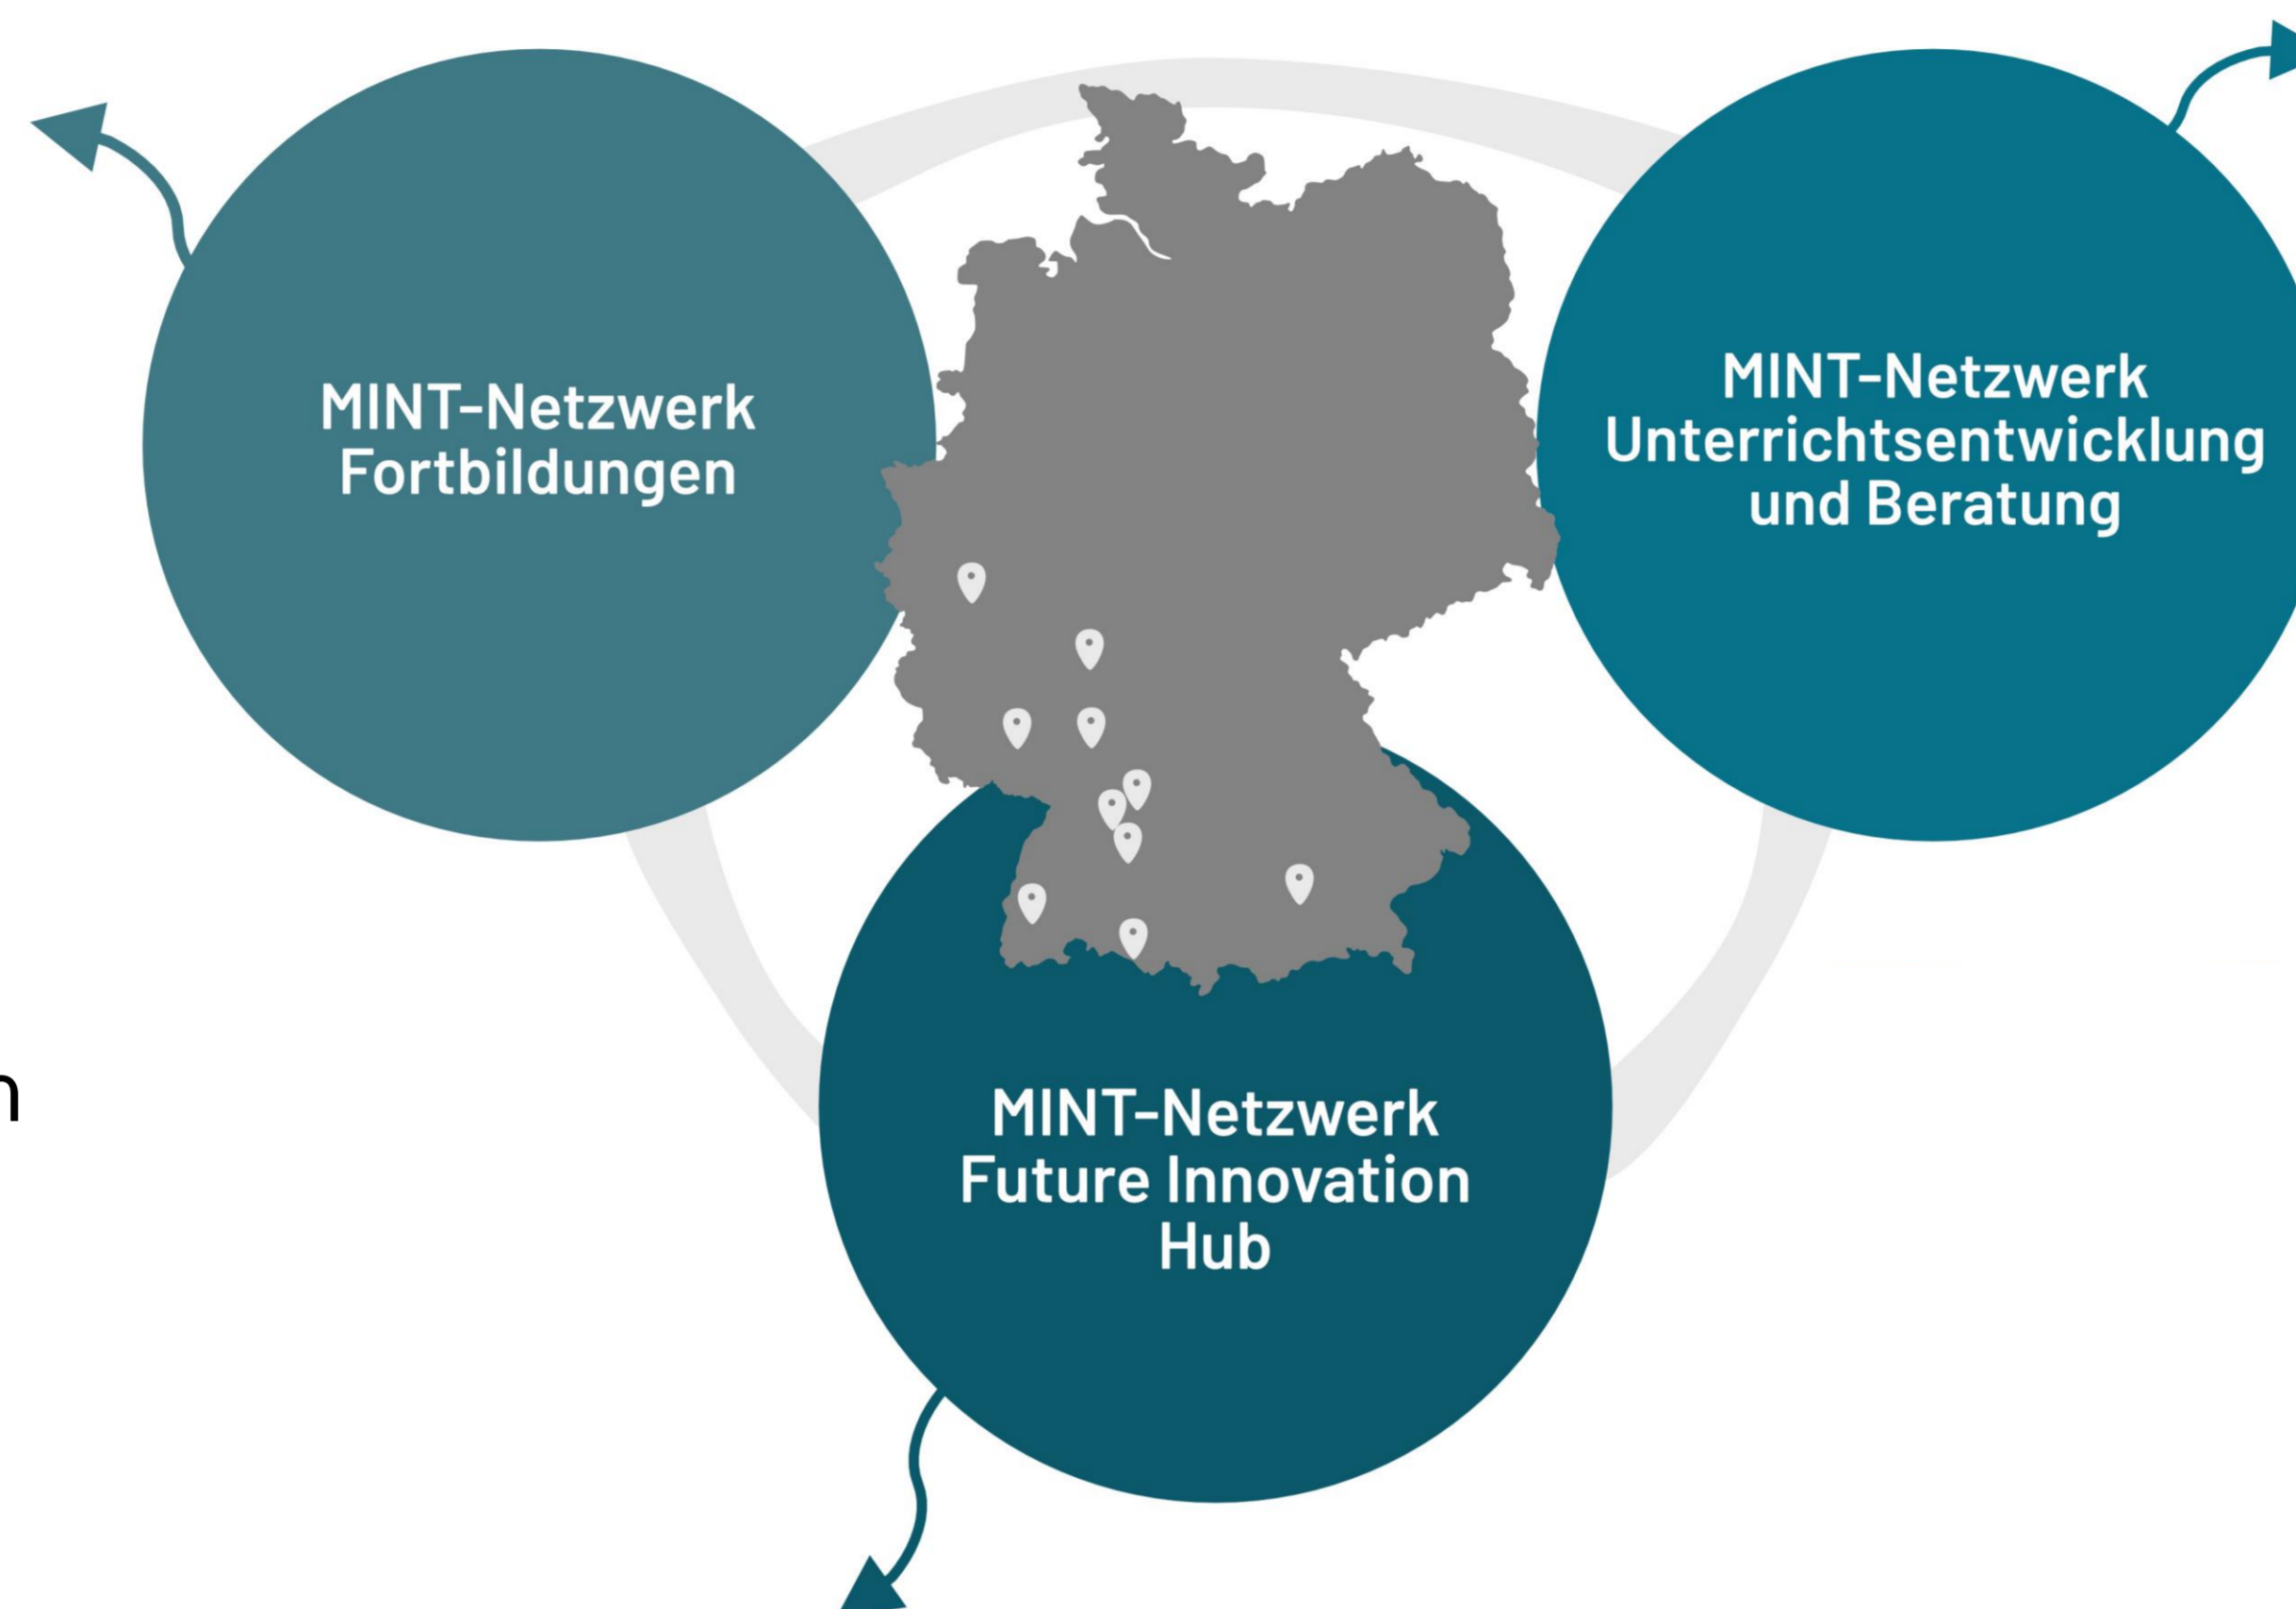 MINT-Netzwerk
Fortbildungen
MINT-Netzwerk
Unterrichtsentwicklung
und Beratung
MINT-Netzwerk
Future Innovation
Hub